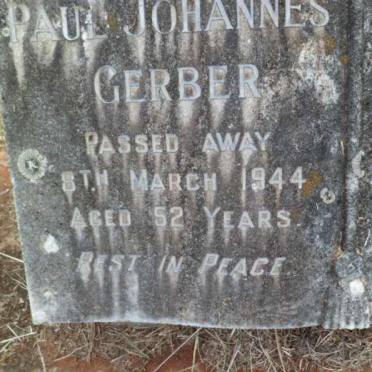 PAUL JOHANNES
GERBER
PASSED AWAY
8TH MARCH 1944
AGED 52 YEARS.
REST IN PEACE.